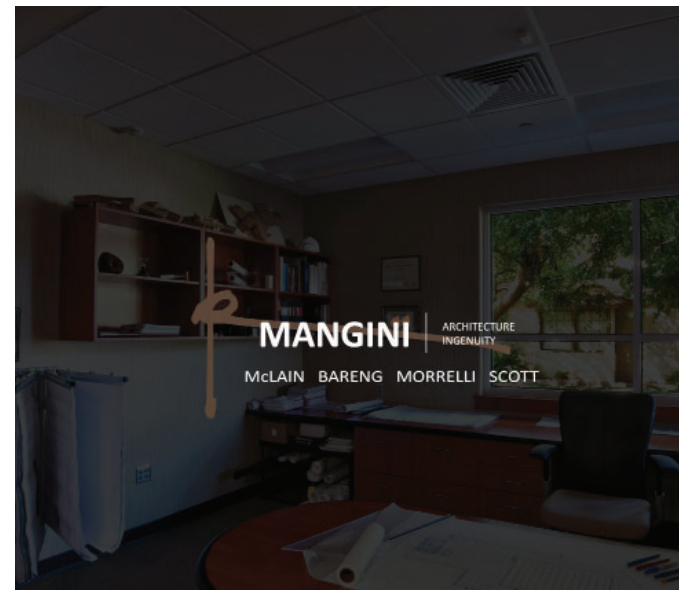 MANGINI
ARCHITECTURE
INGENUITY
McLAIN BARENG MORRELLI SCOTT